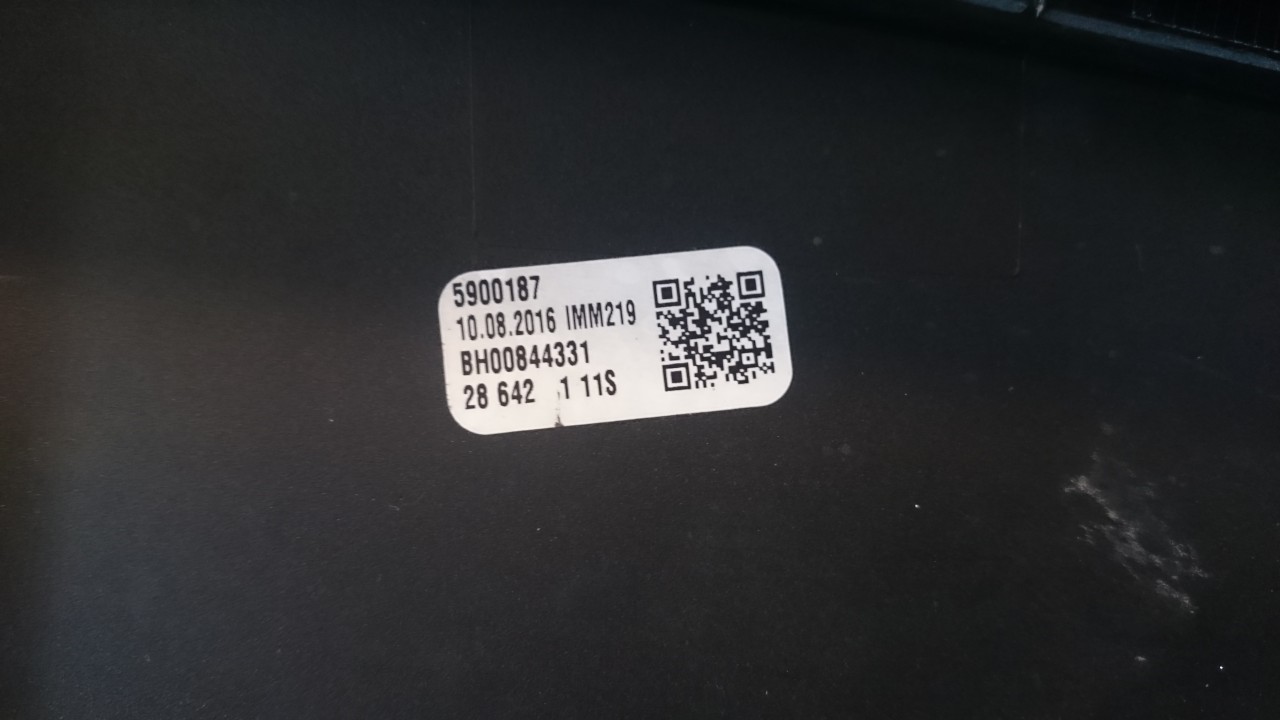 5900187
10.08.2016 IMM219
BH00844331
28 642 1 11S